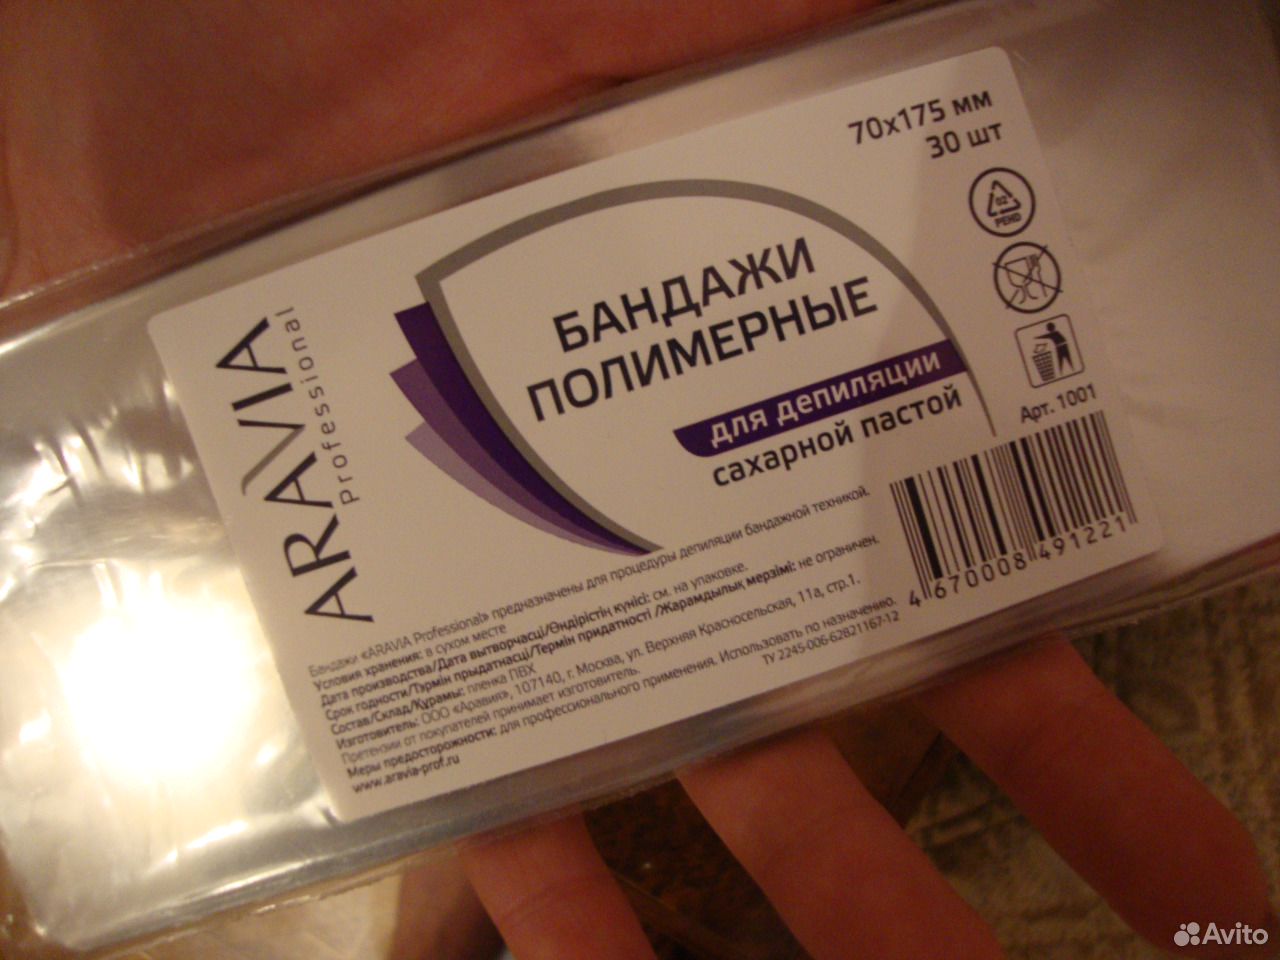 ARAVIA
Professional
70x175 мм
30 шт
02
PEHD
БАНДАЖИ
ПОЛИМЕРНЫЕ
для депиляции
сахарной пастой
Арт. 1001
4 670008 491221
Бандажи «ARAVIA Professional» предназначены для процедуры депиляции бандажной техникой.
Условия хранения: в сухом месте
Дата производства/Дата вытворчасці/Өндірістің күнісі: см. на упаковке.
Срок годности/Тэрмін прыдатнасці/Термін придатності /Жарамдылық мерзімі: не ограничен.
Состав/Склад/Құрамы: пленка ПВХ
Изготовитель: ООО «Аравия», 107140, г. Москва, ул. Верхняя Красносельская, 11а, стр.1.
Претензии от покупателей принимает изготовитель.
Меры предосторожности: для профессионального применения. Использовать по назначению.
www.aravia-prof.ru
ТУ 2245-006-62821167-12
Avito